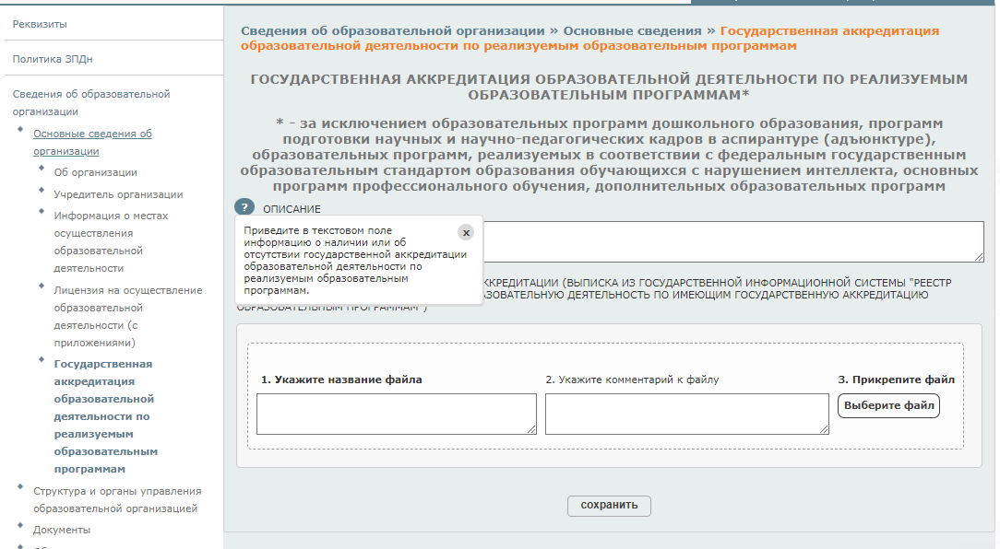 Реквизиты
Политика ЗПДн
Сведения об образовательной
организации
Основные сведения об
организации
Об организации
Учредитель организации
Информация о местах
осуществления
образовательной
деятельности
Лицензия на осуществление
образовательной
деятельности (с
приложениями)
Государственная
аккредитация
образовательной
деятельности по
реализуемым
образовательным
программам
Структура и органы управления
образовательной организацией
Документы
Сведения об образовательной организации » Основные сведения » Государственная аккредитация
образовательной деятельности по реализуемым образовательным программам
ГОСУДАРСТВЕННАЯ АККРЕДИТАЦИЯ ОБРАЗОВАТЕЛЬНОЙ ДЕЯТЕЛЬНОСТИ ПО РЕАЛИЗУЕМЫМ
ОБРАЗОВАТЕЛЬНЫМ ПРОГРАММАМ*
* - за исключением образовательных программ дошкольного образования, программ
подготовки научных и научно-педагогических кадров в аспирантуре (адъюнктуре),
образовательных программ, реализуемых в соответствии с федеральным государственным
образовательным стандартом образования обучающихся с нарушением интеллекта, основных
программ профессионального обучения, дополнительных образовательных программ
? ОПИСАНИЕ
Приведите в текстовом поле x
информацию о наличии или об
отсутствии государственной аккредитации
образовательной деятельности по
реализуемым образовательным
программам.
ККРЕДИТАЦИИ (ВЫПИСКА ИЗ ГОСУДАРСТВЕННОЙ ИНФОРМАЦИОННОЙ СИСТЕМЫ "РЕЕСТР
АЗОВАТЕЛЬНУЮ ДЕЯТЕЛЬНОСТЬ ПО ИМЕЮЩИМ ГОСУДАРСТВЕННУЮ АККРЕДИТАЦИЮ
ОБРАЗОВАТЕЛЬНЫМ ПРОГРАММАМ")
1. Укажите название файла
2. Укажите комментарий к файлу
3. Прикрепите файл
Выберите файл
сохранить